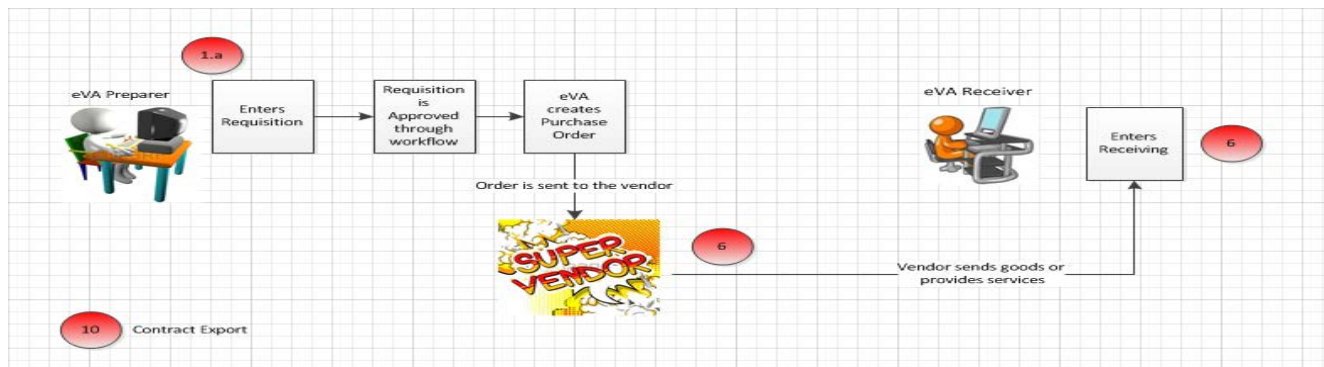 1.a
eVA Preparer
Enters
Requisition
Requisition
is
Approved
through
workflow
eVA
creates
Purchase
Order
eVA Receiver
Enters
Receiving
6
Order is sent to the vendor
SUPER
VENDOR
6
Vendor sends goods or
provides services
10
Contract Export